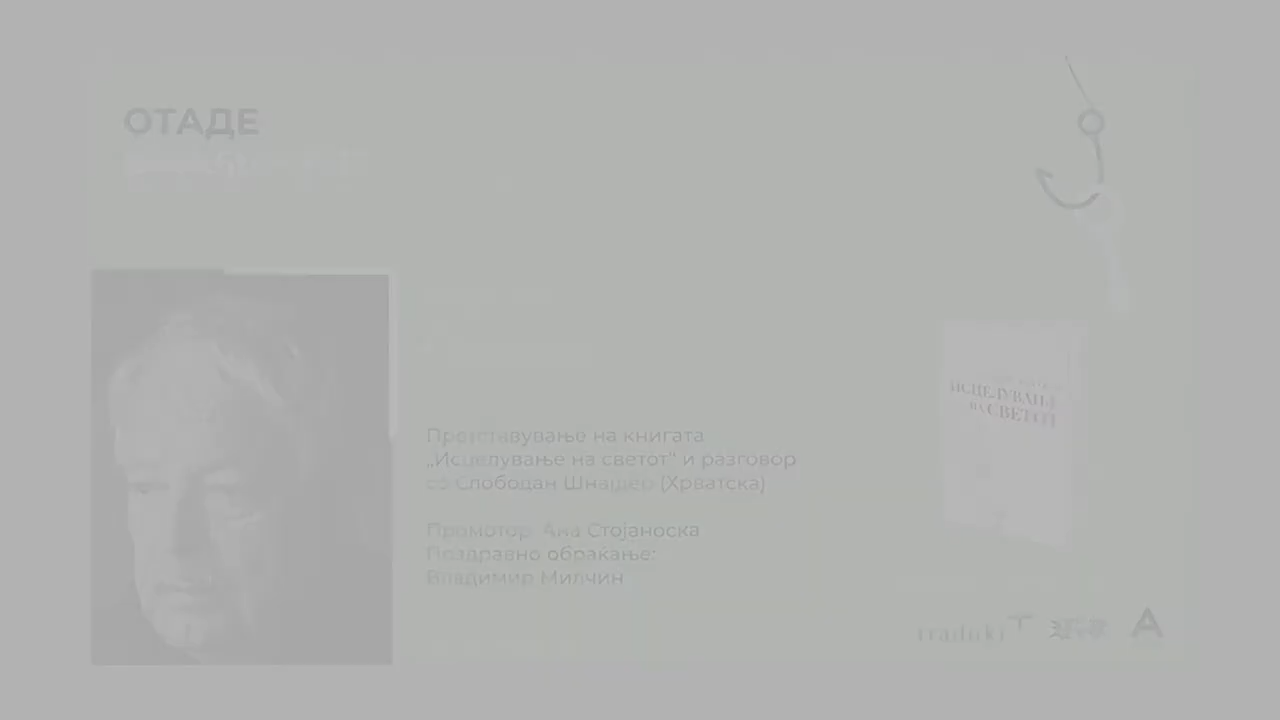 ОТАДЕ
ИСЦЕЛУВАЊЕ
НА СВЕТОТ
Претставување на книгата
„Исцелување на светот“ и разговор
со Слободан Шнајдер (Хрватска)
Промотор: Ана Стојаноска
Поздравно обраќање:
Владимир Милчин
traduki
A